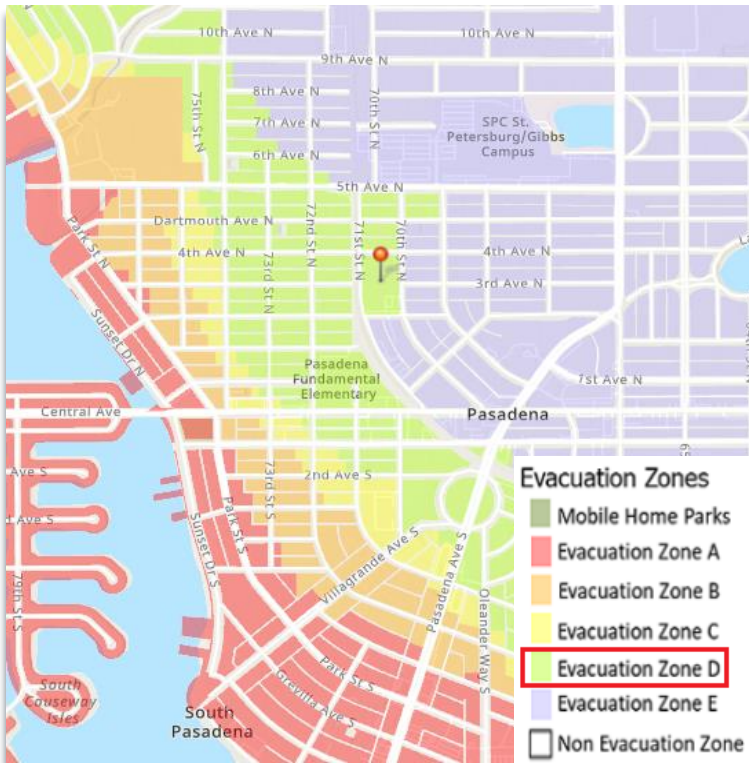 10th Ave N
10th Ave N
9th Ave N
75th St N
8th Ave N
70th St N
7th Ave N
SPC St.
Petersburg/Gibbs
Campus
6th Ave N
5th Ave N
Park St N
Dartmouth Ave N
72nd St N
71st St N
70th St N
4th Ave N
73rd St N
4th Ave N
3rd Ave N
Sunset Dr N
Pasadena
Fundamental
Elementary
1st Ave N
Central Ave
Pasadena
Ave S
73rd St S
2nd Ave S
Ave S
Park St S
Sunset Dr S
Villagrande Ave S
Pasadena Ave S
79th St S
Oleander Way S
Park St S
Grevilla Ave S
South
Causeway
Isles
South
Pasadena
Evacuation Zones
Mobile Home Parks
Evacuation Zone A
Evacuation Zone B
Evacuation Zone C
Evacuation Zone D
Evacuation Zone E
Non Evacuation Zone